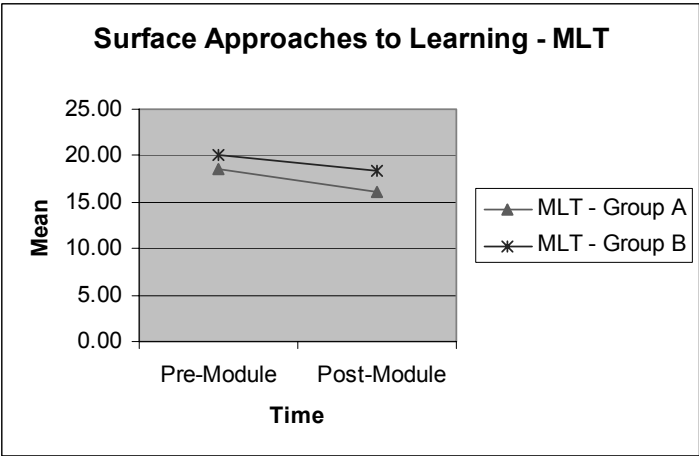 Surface Approaches to Learning - MLT
25.00
20.00
15.00
10.00
5.00
0.00
Mean
Pre-Module Post-Module
Time
MLT - Group A
MLT - Group B